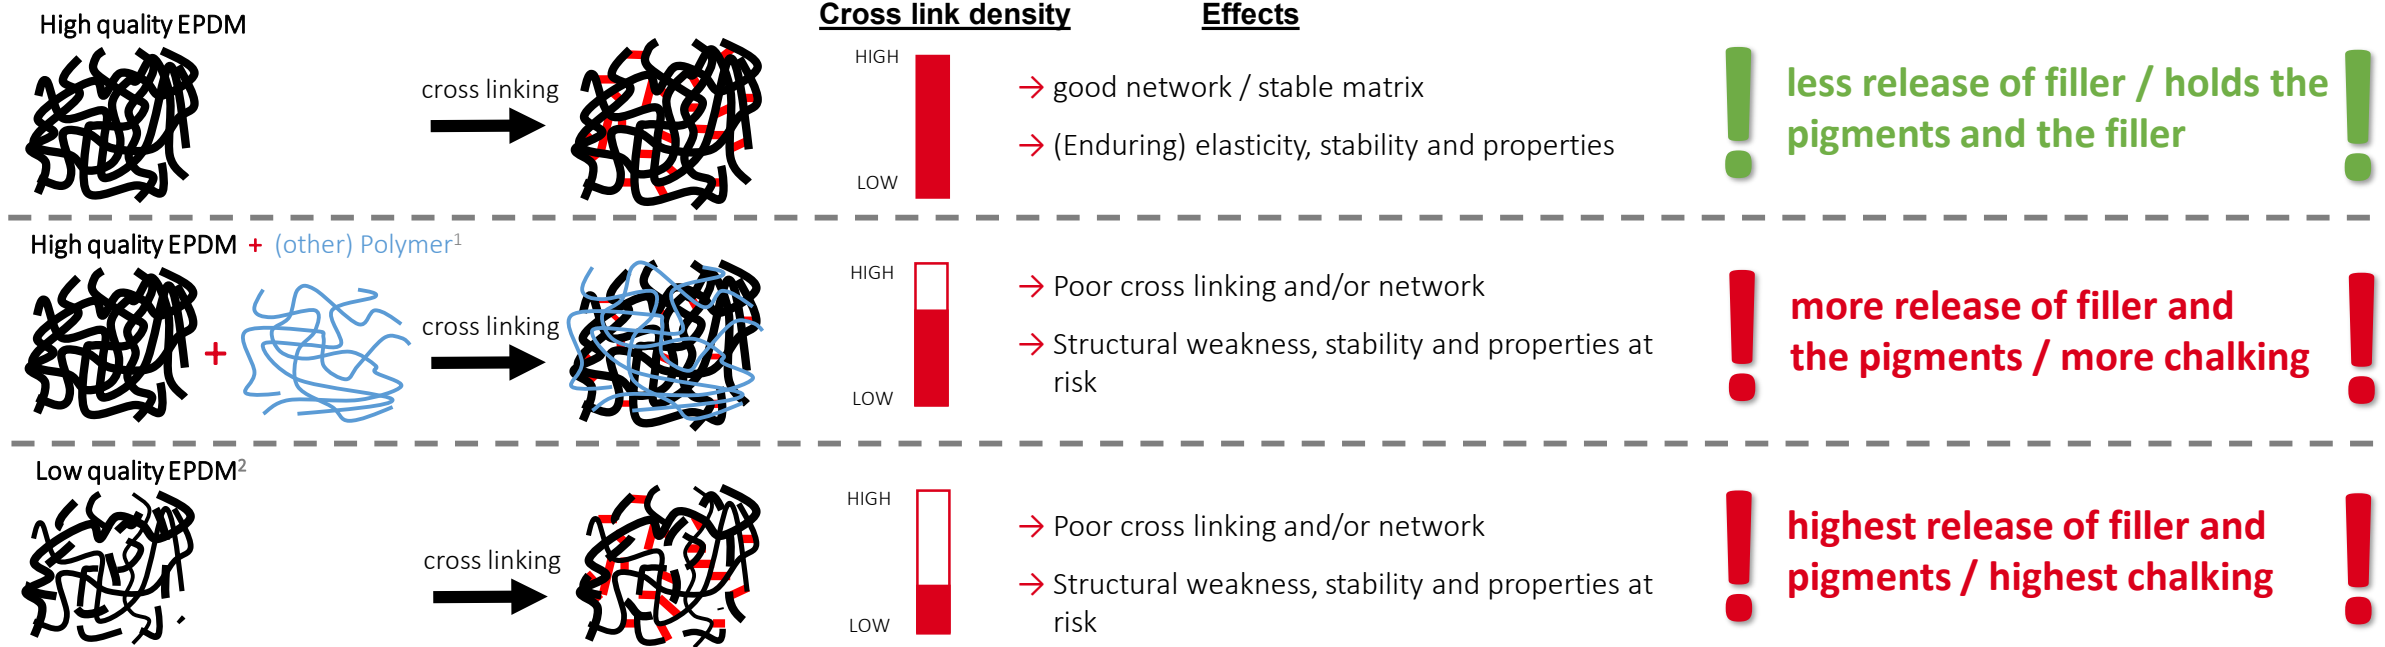 Cross link density
Effects
High quality EPDM
cross linking
HIGH
LOW
→ good network / stable matrix
→ (Enduring) elasticity, stability and properties
! less release of filler / holds the !
pigments and the filler
High quality EPDM + (other) Polymer¹
+
cross linking
HIGH
LOW
→ Poor cross linking and/or network
→ Structural weakness, stability and properties at
risk
! more release of filler and !
the pigments / more chalking
Low quality EPDM²
cross linking
HIGH
LOW
→ Poor cross linking and/or network
→ Structural weakness, stability and properties at
risk
! highest release of filler and !
pigments / highest chalking